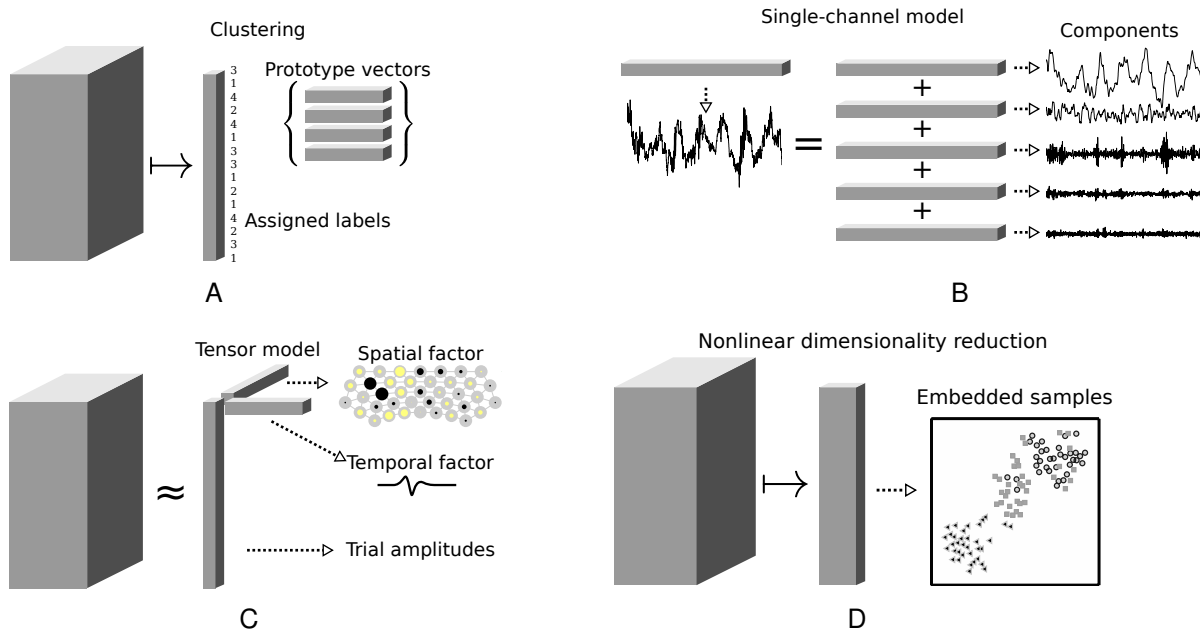 Clustering
3
1
4
2
4
1
3
3
1
2
1
4
2
3
1
Prototype vectors
Assigned labels
A
Single-channel model
Components
=
+
+
+
+
B
Tensor model
Spatial factor
≈
Temporal factor
Trial amplitudes
C
Nonlinear dimensionality reduction
Embedded samples
D